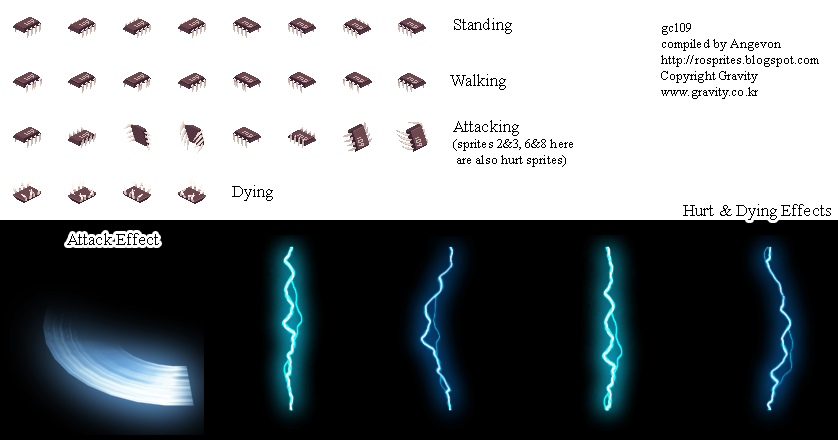 Standing
Walking
Attacking
(sprites 2&3, 6&8 here
are also hurt sprites)
Dying
gc109
compiled by Angevon
http://rosprites.blogspot.com
Copyright Gravity
www.gravity.co.kr
Hurt & Dying Effects
Attack Effect